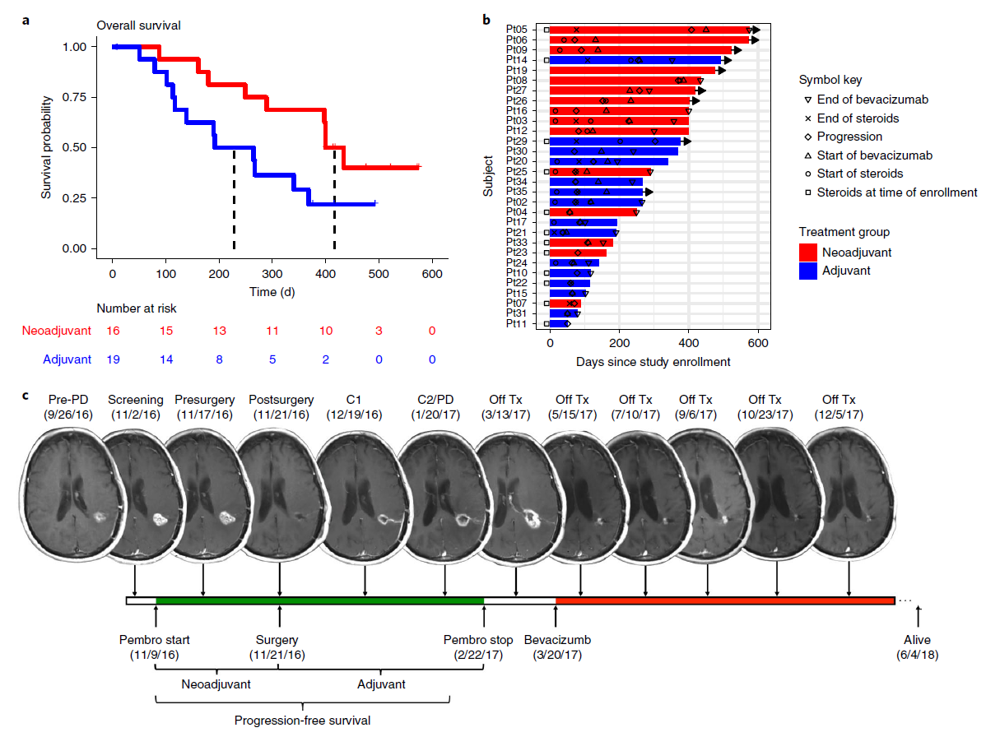 a
Overall survival
1.00
0.75
0.50
0.25
0.00
Survival probability
0 100 200 300 400 500 600
Time (d)
Number at risk
Neoadjuvant 16 15 13 11 10 3 0
Adjuvant 19 14 8 5 2 0 0
b
Subject
Pt05
Pt06
Pt09
Pt14
Pt19
Pt08
Pt27
Pt26
Pt16
Pt03
Pt12
Pt29
Pt30
Pt20
Pt25
Pt34
Pt35
Pt02
Pt04
Pt17
Pt21
Pt33
Pt23
Pt24
Pt10
Pt22
Pt15
Pt07
Pt31
Pt11
0 200 400 600
Days since study enrollment
Symbol key
End of bevacizumab
End of steroids
Progression
Start of bevacizumab
Start of steroids
Steroids at time of enrollment
Treatment group
Neoadjuvant
Adjuvant
c
Pre-PD Screening Presurgery Postsurgery C1 C2/PD Off Tx Off Tx Off Tx Off Tx Off Tx Off Tx
(9/26/16) (11/2/16) (11/17/16) (11/21/16) (12/19/16) (1/20/17) (3/13/17) (5/15/17) (7/10/17) (9/6/17) (10/23/17) (12/5/17)
Pembro start Surgery Pembro stop Bevacizumb Alive
(11/9/16) (11/21/16) (2/22/17) (3/20/17) (6/4/18)
Neoadjuvant Adjuvant
Progression-free survival